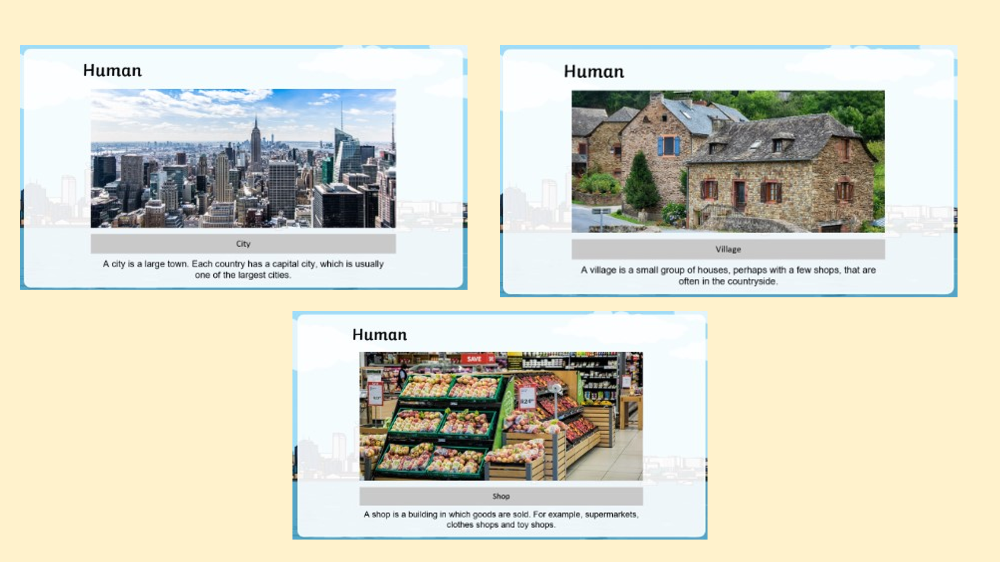 Human
City
A city is a large town. Each country has a capital city, which is usually
one of the largest cities.
Human
Village
A village is a small group of houses, perhaps with a few shops, that are
often in the countryside.
Human
SAVE
Shop
A shop is a building in which goods are sold. For example, supermarkets,
clothes shops and toy shops.